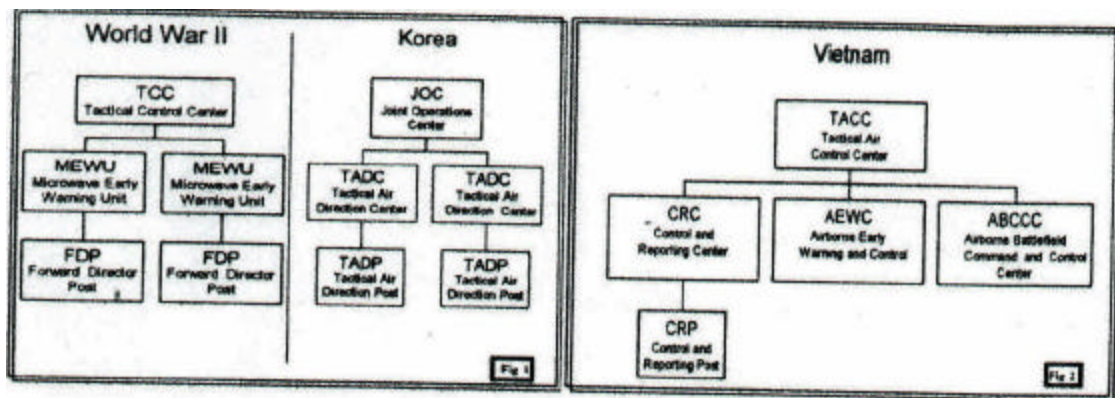 World War II
TCC
Tactical Control Center
MEWU
Microwave Early
Warning Unit
MEWU
Microwave Early
Warning Unit
FDP
Forward Director
Post
FDP
Forward Director
Post
Korea
JOC
Joint Operations
Center
TADC
Tactical Air
Direction Center
TADC
Tactical Air
Direction Center
TADP
Tactical Air
Direction Post
TADP
Tactical Air
Direction Post
Fig
Vietnam
TACC
Tactical Air
Control Center
CRC
Control and
Reporting Center
AEWC
Airborne Early
Warning and Control
ABCCC
Airborne Battlefield
Command and Control
Center
CRP
Control and
Reporting Post
Fig 2